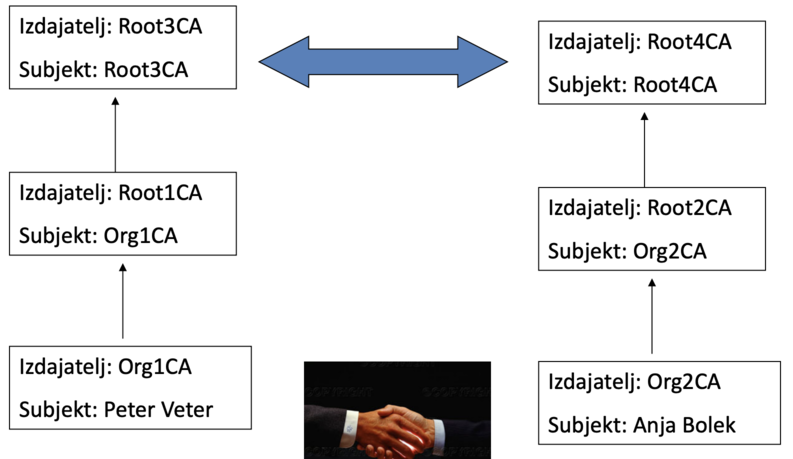 Izdajatelj: Root3CA
Subjekt: Root3CA
Izdajatelj: Root4CA
Subjekt: Root4CA
Izdajatelj: Root1CA
Subjekt: Org1CA
Izdajatelj: Root2CA
Subjekt: Org2CA
Izdajatelj: Org1CA
Subjekt: Peter Veter
Izdajatelj: Org2CA
Subjekt: Anja Bolek